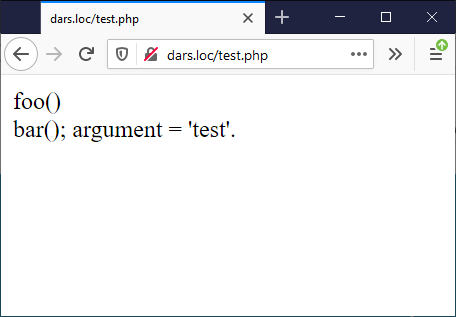 dars.loc/test.php
dars.loc/test.php
foo()
bar(); argument = 'test'.